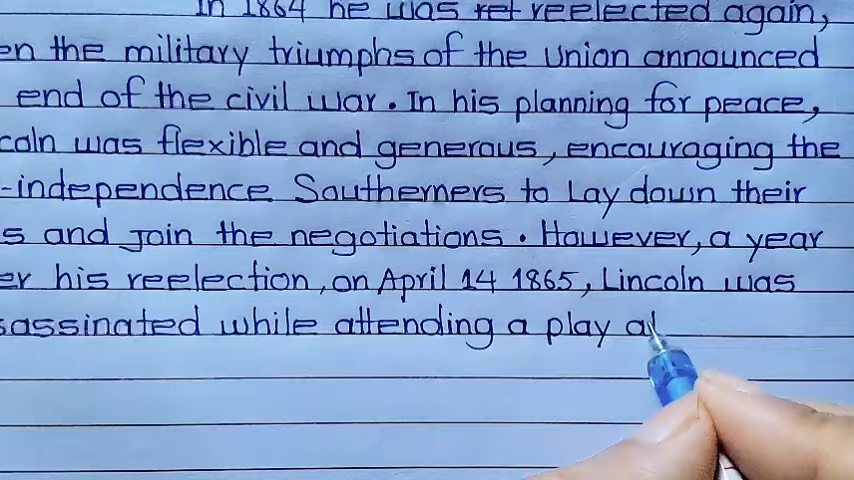 In 1864 he was ret reelected again,
en the military triumphs of the Union announced
end of the civil war. In his planning for peace,
coln was flexible and generous, encouraging the
-independence Southerners to lay down their
s and join the negotiations. However, a year
er his reelection, on April 14 1865, Lincoln was
sassinated while attending a play at